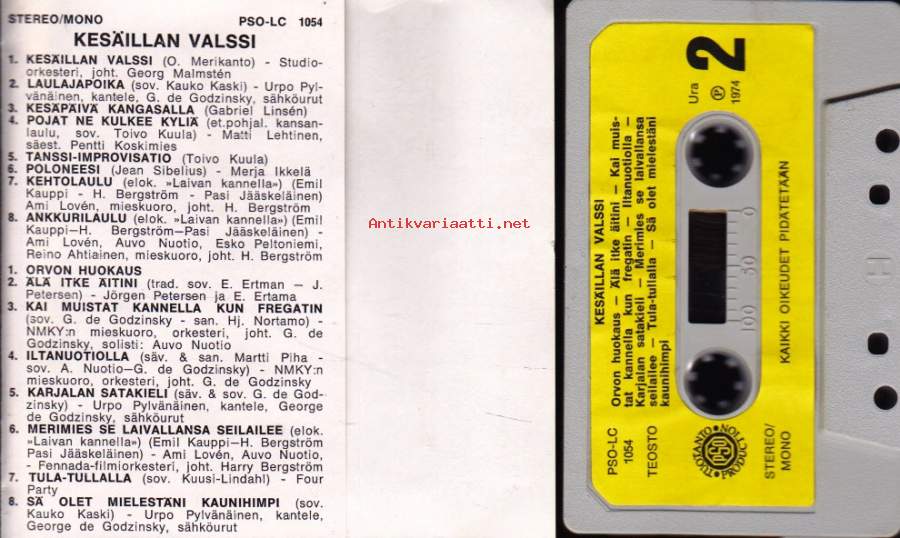 STEREO/MONO PSO-LC 1054
KESÄILLAN VALSSI
1. KESÄILLAN VALSSI (O. Merikanto) - Studio-
orkesteri, joht. Georg Malmstén
2. LAULAJAPOIKA (sov. Kauko Kaski) - Urpo Pyl-
vänäinen, kantele, G. de Godzinsky, sähköurut
3. KESÄPÄIVÄ KANGASALLA (Gabriel Linsén)
4. POJAT NE KULKEE KYLIÄ (et.pohjal. kansan-
laulu, sov. Toivo Kuula) - Matti Lehtinen,
säest. Pentti Koskimies
5. TANSSI-IMPROVISATIO (Toivo Kuula)
6. POLONEESI (Jean Sibelius) - Merja Ikkelä
7. KEHTOLAULU (elok. »Laivan kannella») (Emil
Kauppi - H. Bergström - Pasi Jääskeläinen)
Ami Lovén, mieskuoro, joht. H. Bergström
8. ANKKURILAULU (elok. »Laivan kannella») (Emil
Kauppi-H. Bergström-Pasi Jääskeläinen) -
Ami Lovén, Auvo Nuotio, Esko Peltoniemi,
Reino Ahtiainen, mieskuoro, joht. H. Bergström
1. ORVON HUOKAUS
2. ÄLÄ ITKE ÄITINI (trad. sov. E. Ertman — J.
Petersen) - Jörgen Petersen ja E. Ertama
3. KAI MUISTAT KANNELLA KUN FREGATIN
(sov. G. de Godzinsky - san. Hj. Nortamo) -
NMKY:n mieskuoro, orkesteri, joht. G. de
Godzinsky, solisti: Auvo Nuotio
4. ILTANUOTIOLLA (säv. & san. Martti Piha -
sov. A. Nuotio—G. de Godzinsky) - NMKY:n
mieskuoro, orkesteri, joht. G. de Godzinsky
5. KARJALAN SATAKIELI (säv. & sov. G. de God-
zinsky) - Urpo Pylvänäinen, kantele, George
de Godzinsky, sähköurut
6. MERIMIES SE LAIVALLANSA SEILAILEE (elok.
»Laivan kannella») (Emil Kauppi—H. Bergström
Pasi Jääskeläinen) - Ami Lovén, Auvo Nuotio,
- Fennada-filmiorkesteri, joht. Harry Bergström
7. TULA-TULLALLA (sov. Kuusi-Lindahl) - Four
Party
8. SÄ OLET MIELESTÄNI KAUNIHIMPI (sov.
Kauko Kaski) - Urpo Pylvänäinen, kantele,
George de Godzinsky, sähköurut
Antikvariaatti.net
Ura 2
℗ 1974
KESÄILLAN VALSSI
Orvon huokaus — Älä itke äitini — Kai muis-
tat kannella kun fregatin — Iltanuotiolla —
Karjalan satakieli — Merimies se laivallansa
seilailee — Tula-tullalla — Sä olet mielestäni
kaunihimpi
100 50 0
KAIKKI OIKEUDET PIDÄTETÄÄN
PSO-LC
1054
TEOSTO
TUOTANTO PSO PRODUCTION
STEREO/
MONO